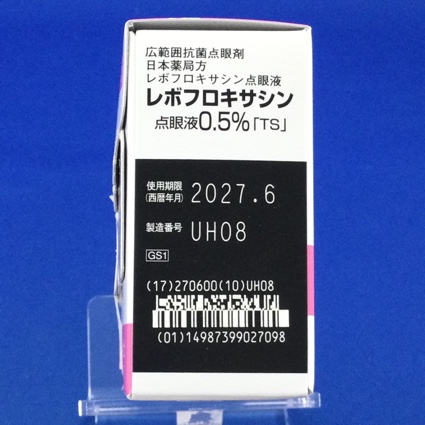 広範囲抗菌点眼剤
日本薬局方
レボフロキサシン点眼液
レボフロキサシン
点眼液0.5%「TS」
使用期限
(西暦年月)
2027.6
製造番号
UH08
GS1
(17)270600(10)UH08
(01)14987399027098